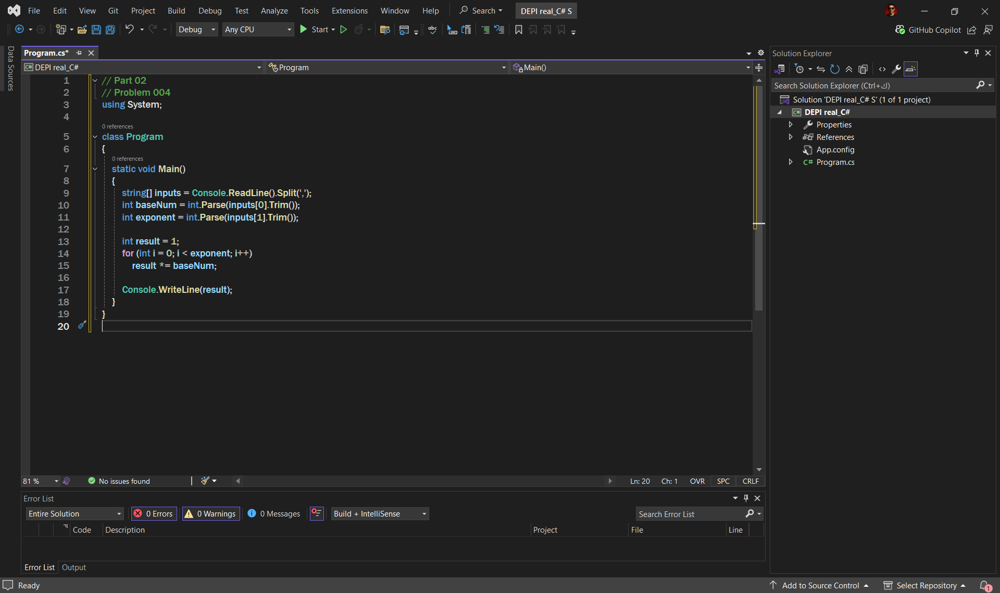 File Edit View Git Project Build Debug Test Analyze Tools Extensions Window Help Search DEPI real_C# S
Debug Any CPU Start abc GitHub Copilot
Data Sources
Program.cs*
C# DEPI real_C# Program Main()
1 // Part 02
2 // Problem 004
3 using System;
4
0 references
5 class Program
6 {
0 references
7 static void Main()
8 {
9 string[] inputs = Console.ReadLine().Split(',');
10 int baseNum = int.Parse(inputs[0].Trim());
11 int exponent = int.Parse(inputs[1].Trim());
12
13 int result = 1;
14 for (int i = 0; i < exponent; i++)
15 result *= baseNum;
16
17 Console.WriteLine(result);
18 }
19 }
20
81 % No issues found Ln: 20 Ch: 1 OVR SPC CRLF
Error List
Entire Solution 0 Errors 0 Warnings 0 Messages Build + IntelliSense Search Error List
Code Description Project File Line
Error List Output
Solution Explorer
Search Solution Explorer (Ctrl+ك)
Solution 'DEPI real_C# S' (1 of 1 project)
C# DEPI real_C#
Properties
References
App.config
C# Program.cs
Ready Add to Source Control Select Repository 1